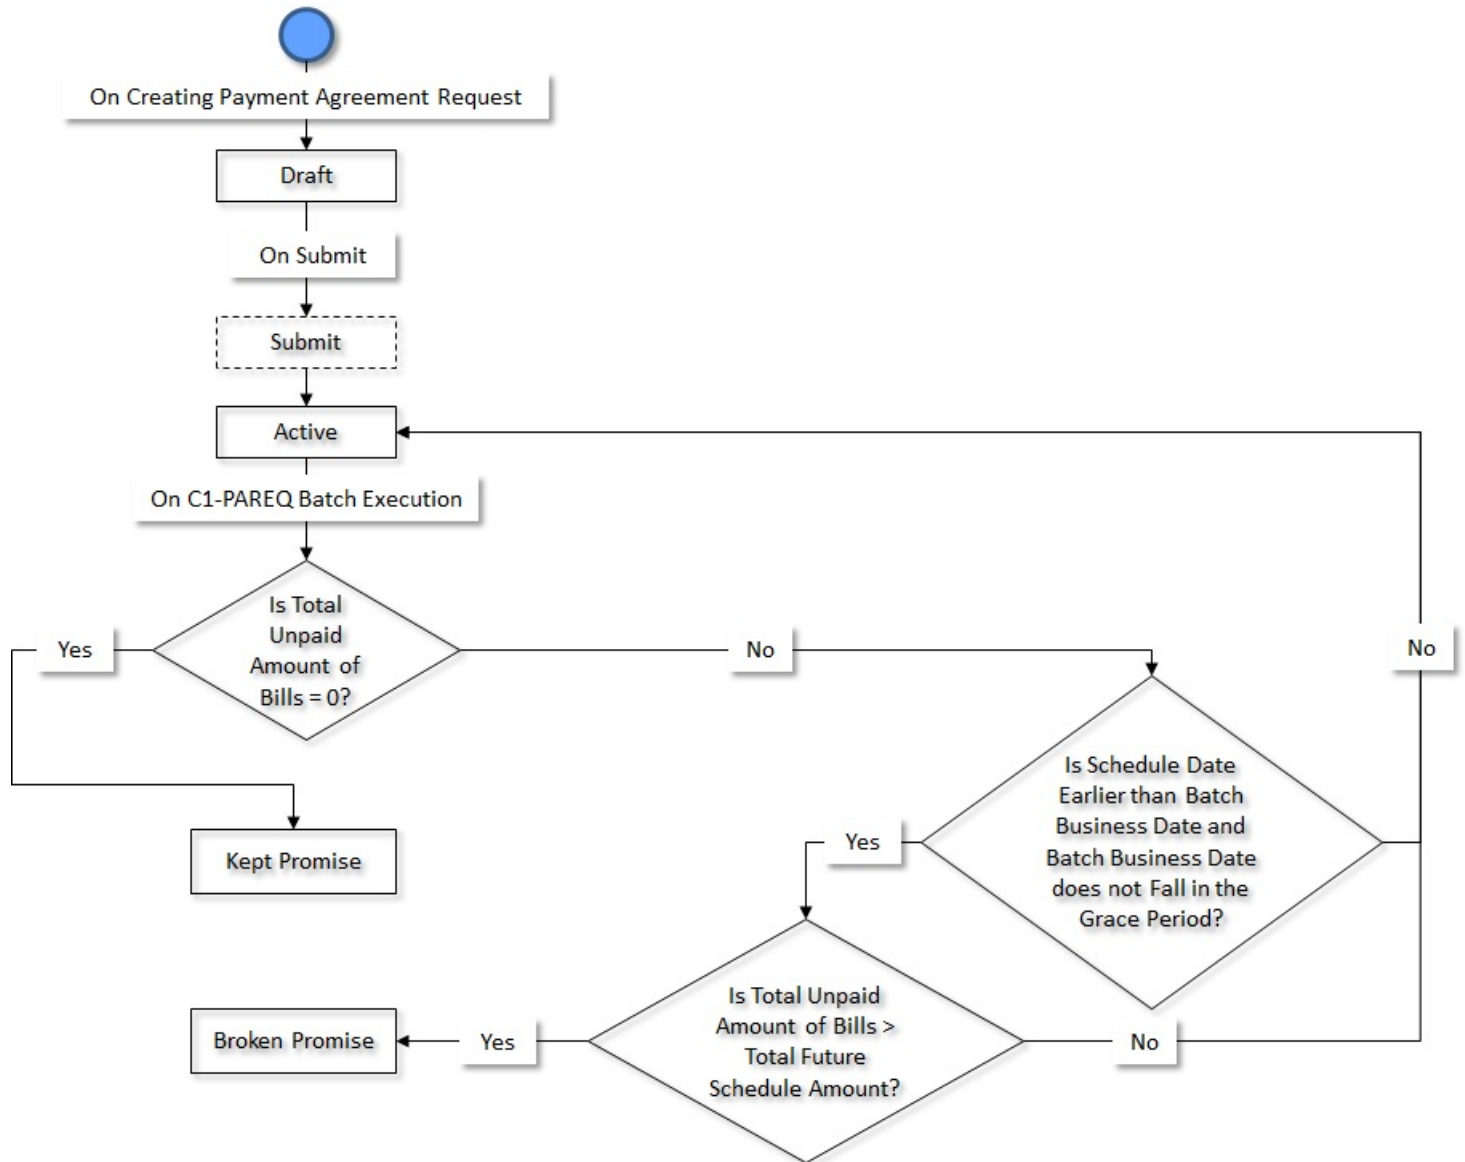 On Creating Payment Agreement Request
Draft
On Submit
Submit
Active
On C1-PAREQ Batch Execution
Is Total
Unpaid
Amount of
Bills = 0?
Yes
No
No
Is Schedule Date
Earlier than Batch
Business Date and
Batch Business Date
does not Fall in the
Grace Period?
Yes
Kept Promise
Is Total Unpaid
Amount of Bills >
Total Future
Schedule Amount?
Yes
No
Broken Promise